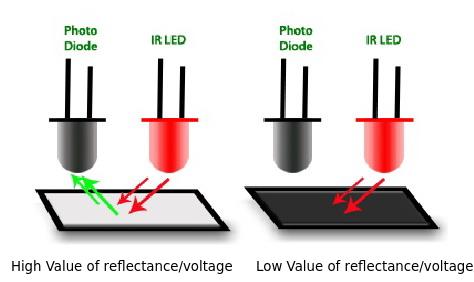 Photo
Diode
IR LED
Photo
Diode
IR LED
High Value of reflectance/voltage
Low Value of reflectance/voltage